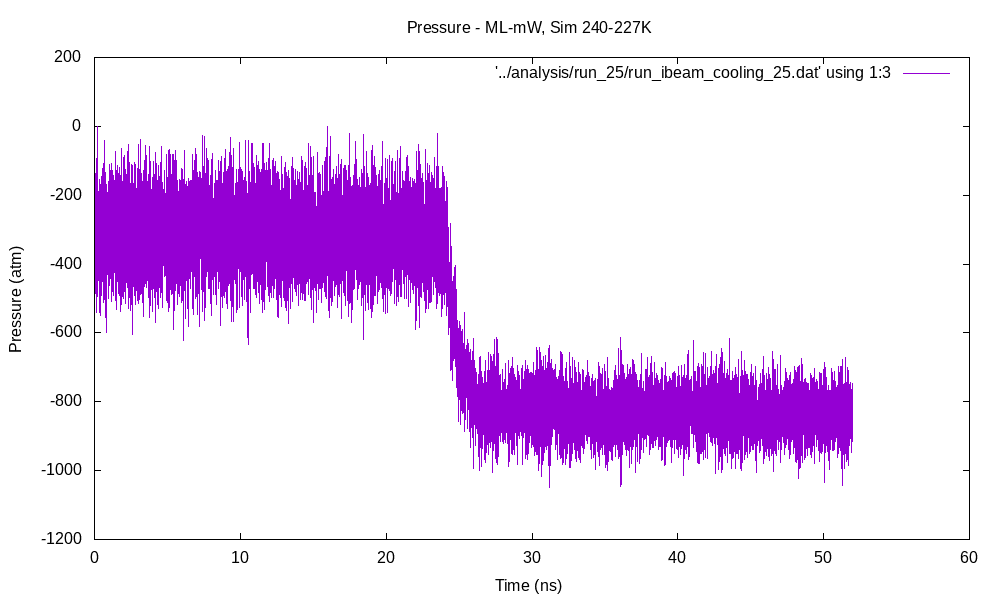 Pressure - ML-mW, Sim 240-227K
'../analysis/run_25/run_ibeam_cooling_25.dat' using 1:3
200
0
-200
-400
-600
-800
-1000
-1200
Pressure (atm)
0 10 20 30 40 50 60
Time (ns)